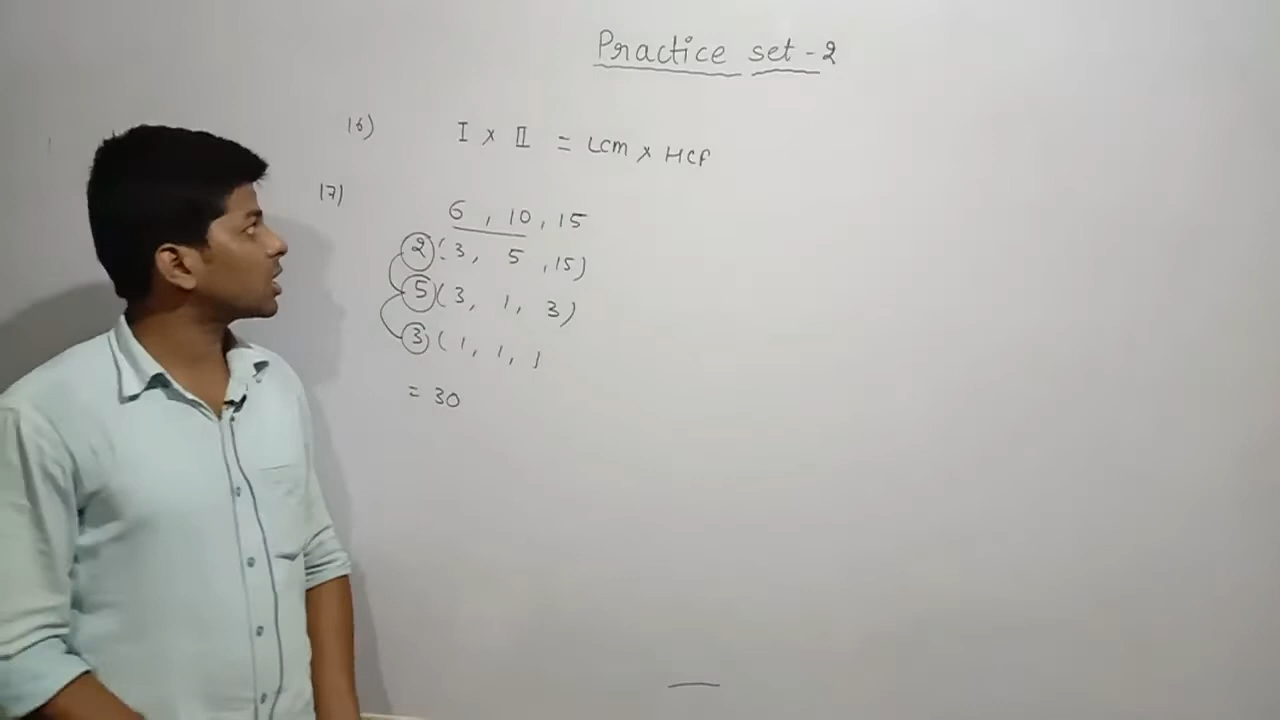 Practice set - 2
16) I x II = LCM x HCF
17)
6, 10, 15
2 ( 3, 5, 15)
5 ( 3, 1, 3)
3 ( 1, 1, 1
= 30